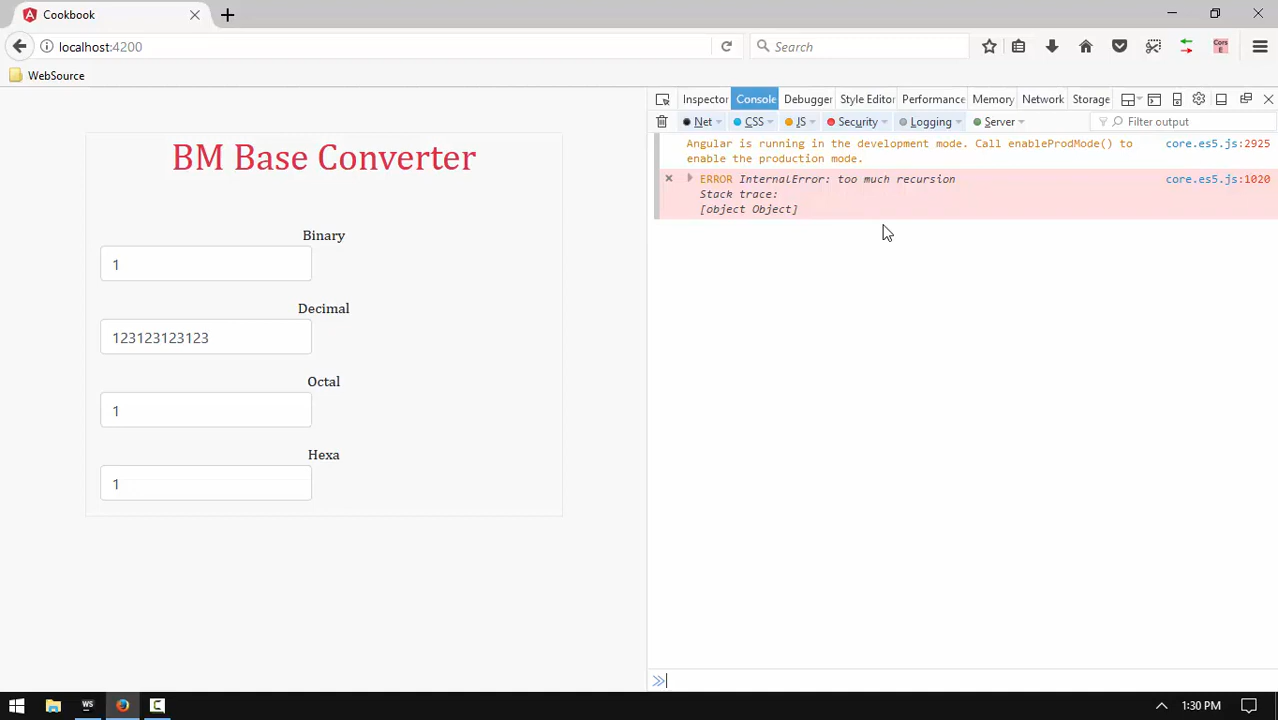 Cookbook
localhost:4200
Search
WebSource
BM Base Converter
Binary
1
Decimal
123123123123
Octal
1
Hexa
1
Inspector Console Debugger Style Editor Performance Memory Network Storage
Net CSS JS Security Logging Server Filter output
Angular is running in the development mode. Call enableProdMode() to core.es5.js:2925
enable the production mode.
ERROR InternalError: too much recursion core.es5.js:1020
Stack trace:
[object Object]
1:30 PM